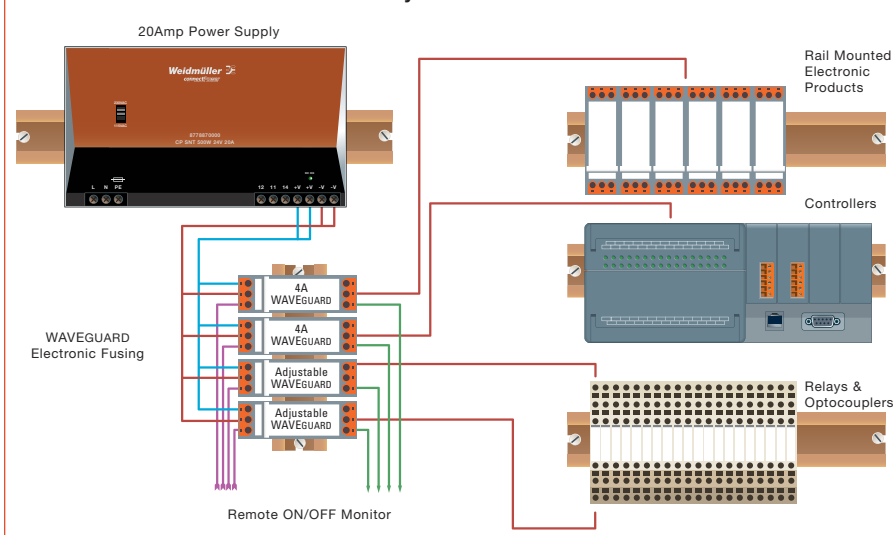 20Amp Power Supply
Weidmüller
connectPower
8778870000
CP SNT 500W 24V 20A
L N PE
12 11 14 +V +V -V -V
Rail Mounted
Electronic
Products
Controllers
4A
WAVEGUARD
4A
WAVEGUARD
Adjustable
WAVEGUARD
Adjustable
WAVEGUARD
WAVEGUARD
Electronic Fusing
Relays &
Optocouplers
Remote ON/OFF Monitor